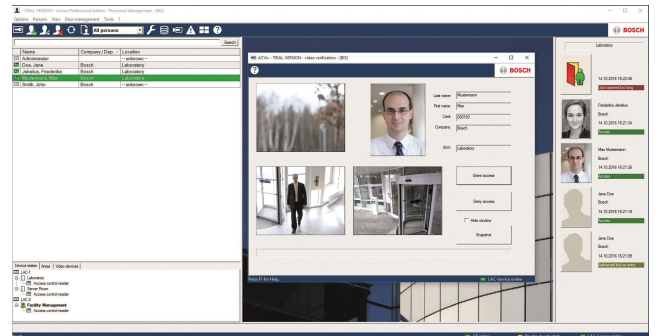 - TRIAL-VERSION - Access Professional Edition - Personnel Management - [BIS]
Options Persons View Door management Tools ?
All persons
BOSCH
Search
Name Company / Dep. Location
Administrator -- unknown --
Doe, Jane Bosch Laboratory
Jekalius, Friederike Bosch Laboratory
Mustermann, Max Bosch Laboratory
Smith, John Bosch -- unknown --
Device states Areas Video devices
LAC-1
Laboratory
Access control reader
Server Room
Access control reader
LAC-2
Facility Management
Access control reader
ACVio - TRIAL-VERSION - video verification - [BIS]
BOSCH
Last name: Mustermann
First name: Max
Card:
Company: Bosch
door: Laboratory
Grant access
Deny access
Hide window
Snapshot
Press F1 for Help.
LAC-Service online
Laboratory
14.10.2016 16:22:46
Door opened too long
Bosch
14.10.2016 16:21:34
Access
Max Mustermann
Bosch
14.10.2016 16:21:26
Access
Jane Doe
Bosch
14.10.2016 16:21:19
Access
Jane Doe
Bosch
14.10.2016 16:21:09
Authorized but no entry